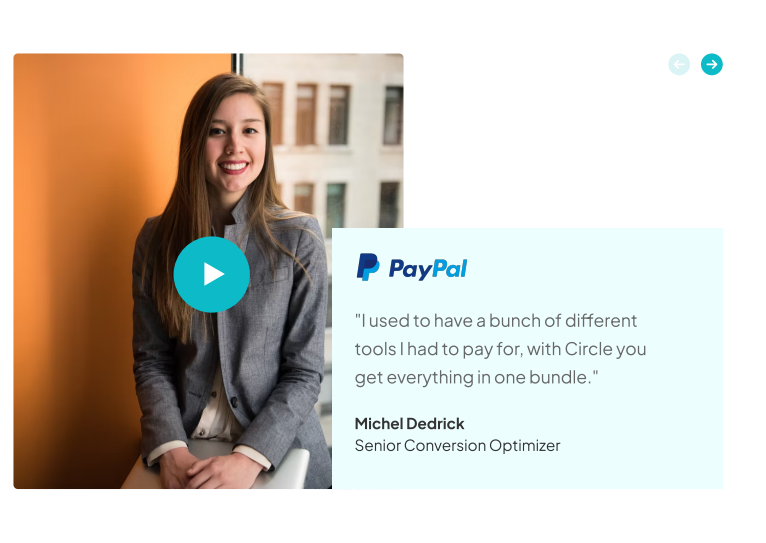 PayPal
"I used to have a bunch of different
tools I had to pay for, with Circle you
get everything in one bundle."
Michel Dedrick
Senior Conversion Optimizer